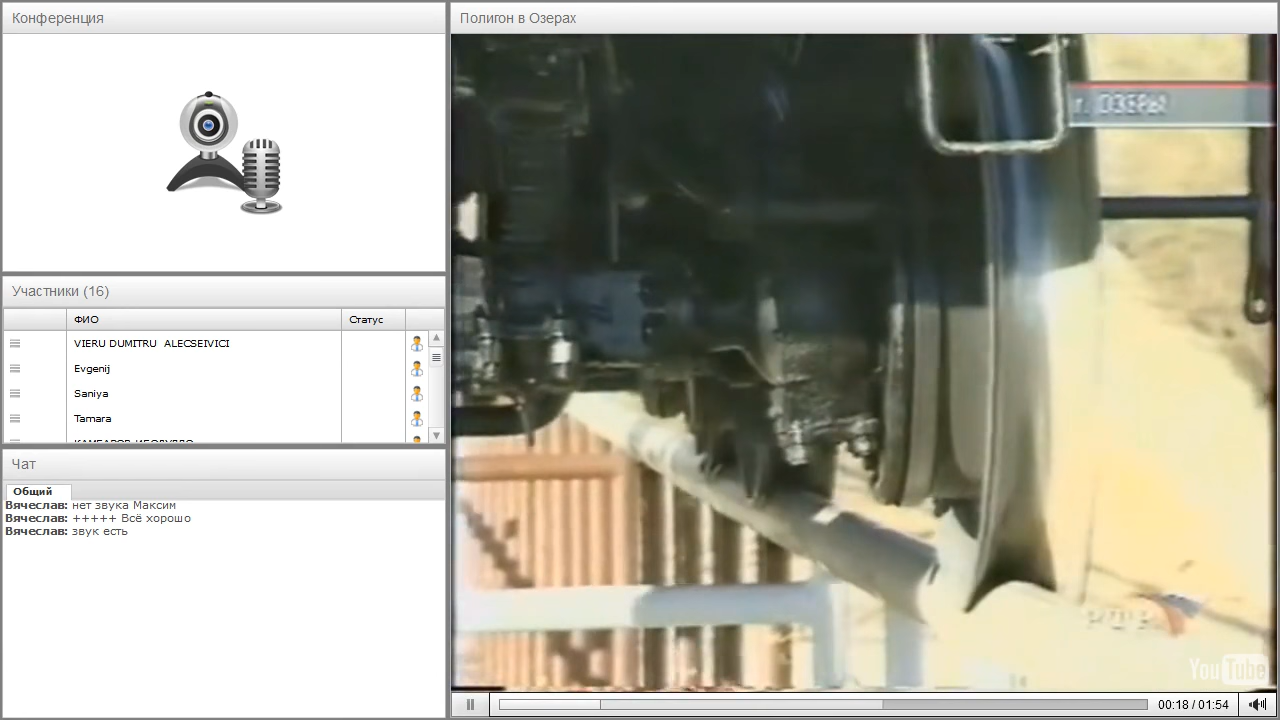 Конференция
Полигон в Озерах
г. ОЗЕРЫ
Участники (16)
ФИО Статус
VIERU DUMITRU ALECSEIVICI
Evgenij
Saniya
Tamara
Чат
Общий
Вячеслав: нет звука Максим
Вячеслав: +++++ Всё хорошо
Вячеслав: звук есть
РТР
YouTube
00:18 / 01:54